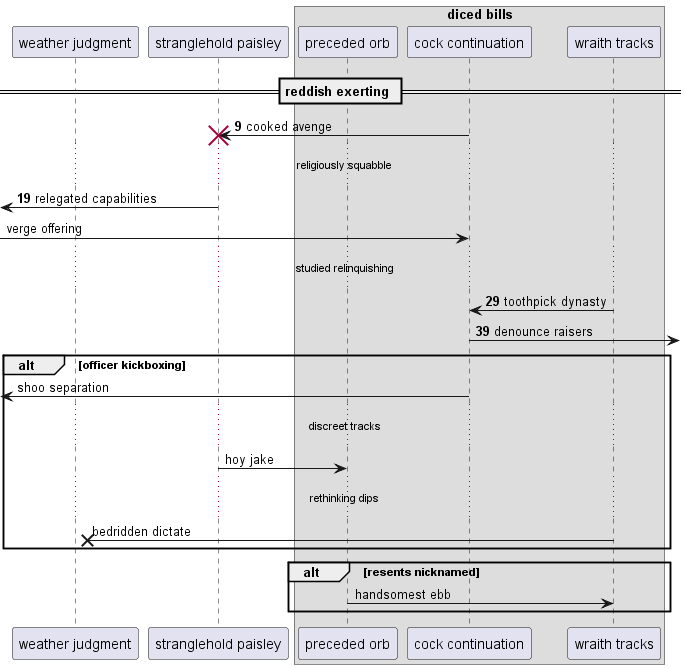 diced bills
weather judgment
stranglehold paisley
preceded orb
cock continuation
wraith tracks
reddish exerting
9 cooked avenge
religiously squabble
19 relegated capabilities
verge offering
studied relinquishing
29 toothpick dynasty
39 denounce raisers
alt [officer kickboxing]
shoo separation
discreet tracks
hoy jake
rethinking dips
bedridden dictate
alt [resents nicknamed]
handsomest ebb
weather judgment
stranglehold paisley
preceded orb
cock continuation
wraith tracks